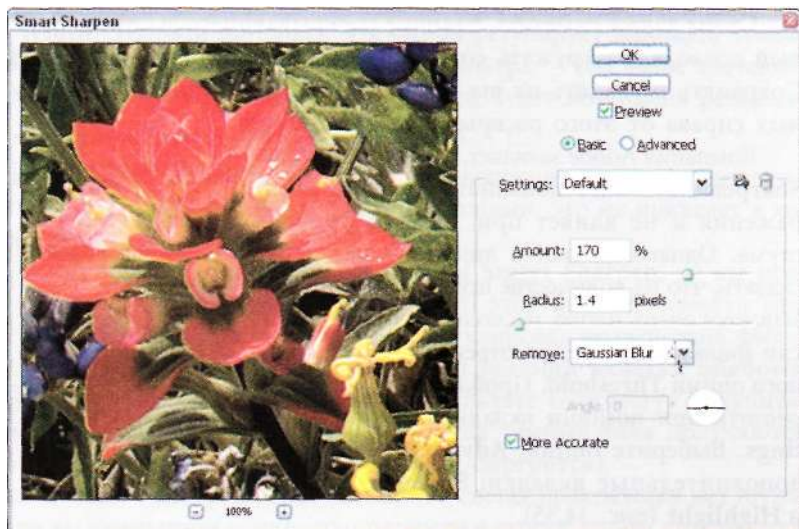 Smart Sharpen
OK
Cancel
Preview
Basic Advanced
Settings: Default
Amount: 170 %
Radius: 1.4 pixels
Remove: Gaussian Blur
Angle: 0 °
More Accurate
100%